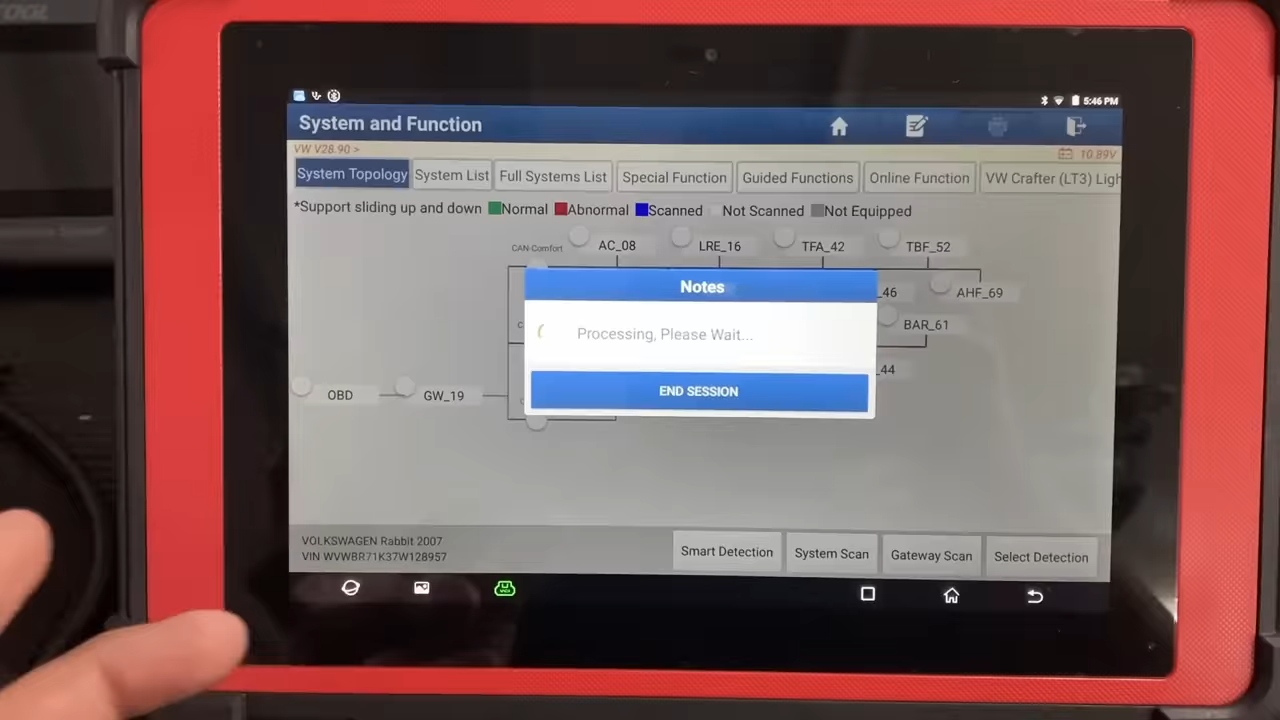 5:46 PM
System and Function
VW V28.90 >
10.89V
System Topology System List Full Systems List Special Function Guided Functions Online Function VW Crafter (LT3) Ligh
*Support sliding up and down Normal Abnormal Scanned Not Scanned Not Equipped
CAN-Comfort AC_08 LRE_16 TFA_42 TBF_52
Notes
_46 AHF_69
Processing, Please Wait...
BAR_61
_44
END SESSION
OBD GW_19
VOLKSWAGEN Rabbit 2007
VIN WVWBR71K37W128957
Smart Detection System Scan Gateway Scan Select Detection